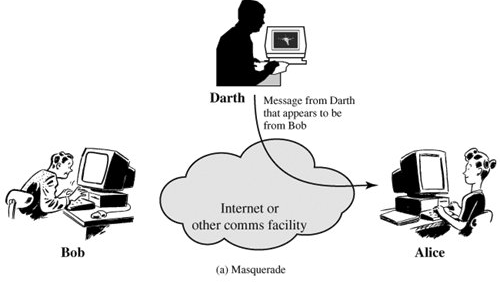 Darth
Message from Darth
that appears to be
from Bob
Internet or
other comms facility
Bob
Alice
(a) Masquerade